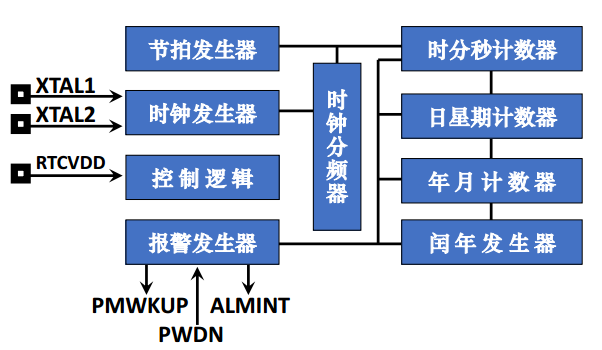 节拍发生器
时分秒计数器
XTAL1
时钟发生器
时钟分频器
日星期计数器
XTAL2
RTCVDD
控制逻辑
年月计数器
报警发生器
闰年发生器
PMWKUP
ALMINT
PWDN